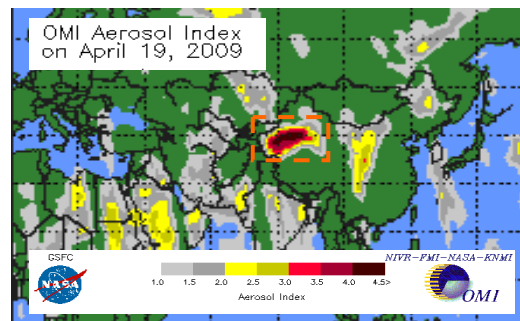 OMI Aerosol Index
on April 19, 2009
GSFC
NASA
1.0 1.5 2.0 2.5 3.0 3.5 4.0 4.5>
Aerosol Index
NIVR-FMI-NASA-KNMI
OMI